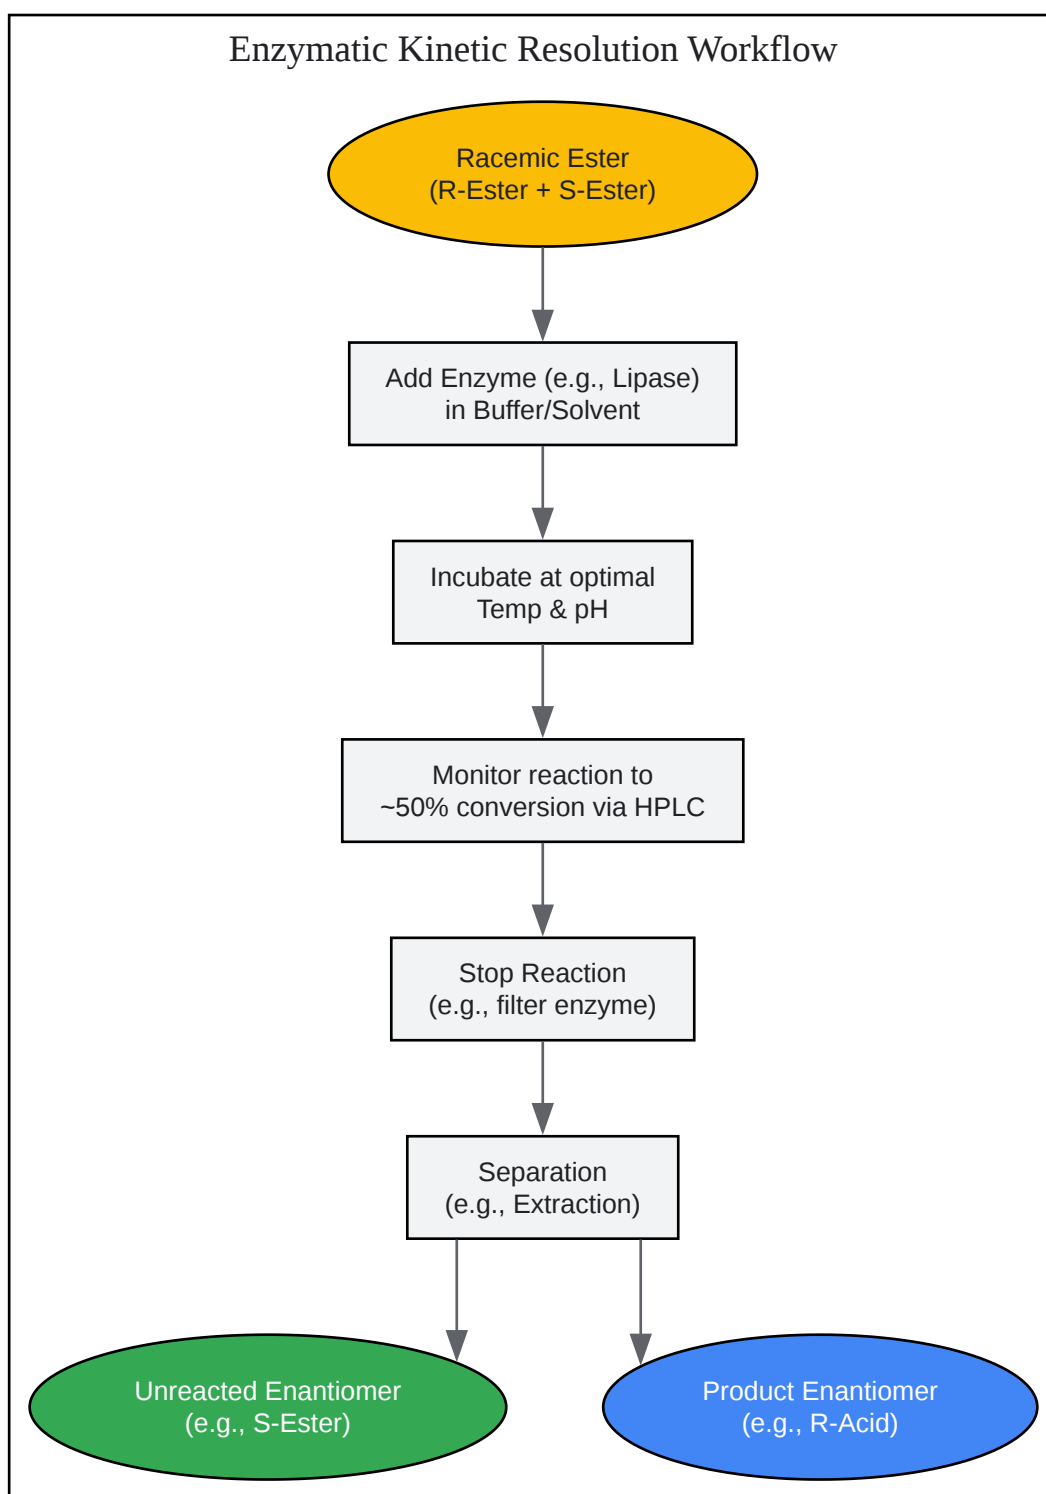 Enzymatic Kinetic Resolution Workflow
Racemic Ester
(R-Ester + S-Ester)
Add Enzyme (e.g., Lipase)
in Buffer/Solvent
Incubate at optimal
Temp & pH
Monitor reaction to
~50% conversion via HPLC
Stop Reaction
(e.g., filter enzyme)
Separation
(e.g., Extraction)
Unreacted Enantiomer
(e.g., S-Ester)
Product Enantiomer
(e.g., R-Acid)